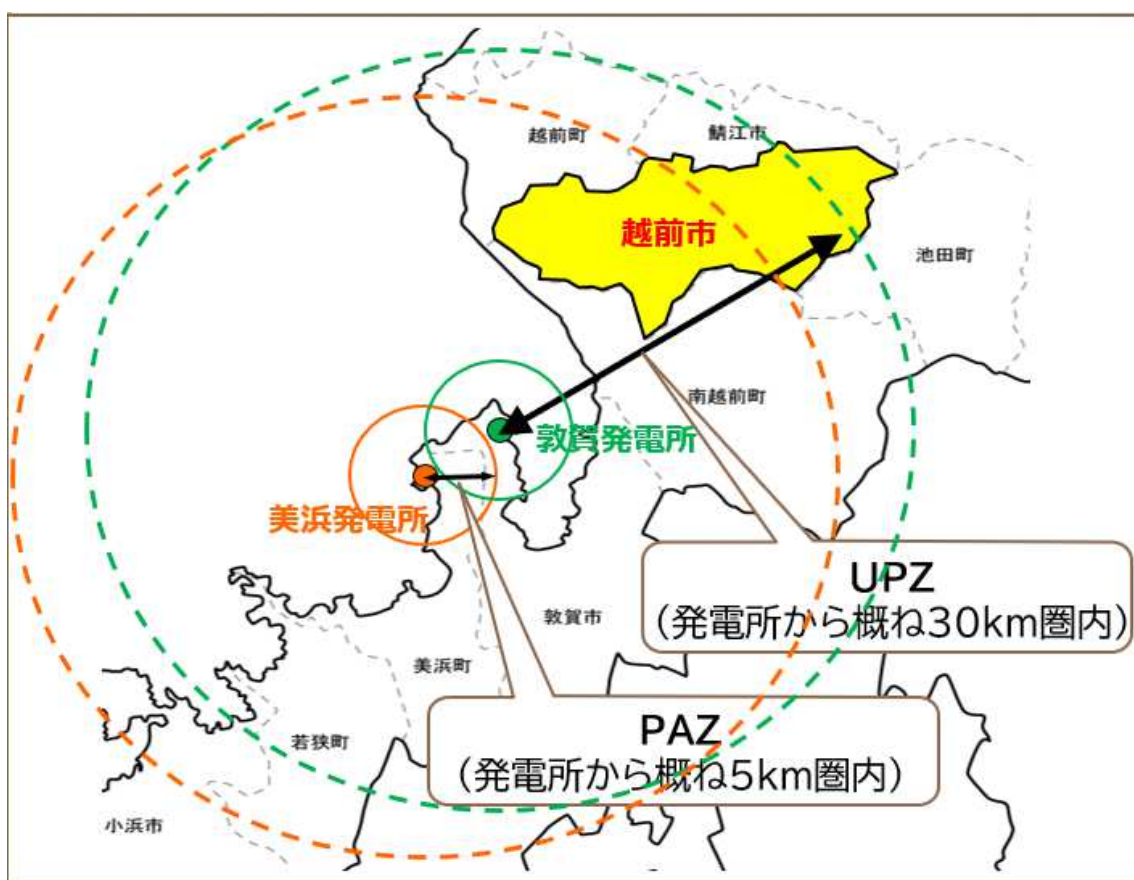 越前町
鯖江市
越前市
池田町
南越前町
敦賀発電所
美浜発電所
UPZ
(発電所から概ね30km圏内)
敦賀市
美浜町
PAZ
(発電所から概ね5km圏内)
若狭町
小浜市